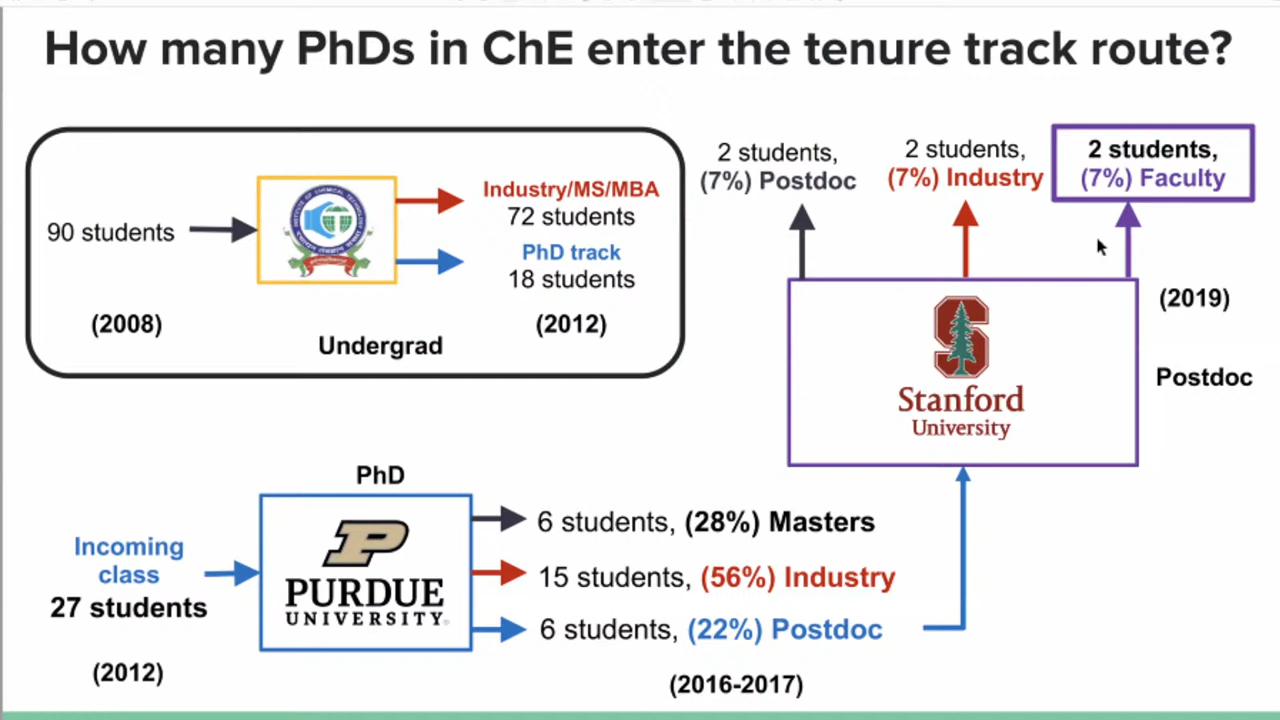 How many PhDs in ChE enter the tenure track route?
90 students
(2008)
Industry/MS/MBA
72 students
PhD track
18 students
(2012)
Undergrad
2 students,
(7%) Postdoc
2 students,
(7%) Industry
2 students,
(7%) Faculty
(2019)
Stanford
University
Postdoc
PhD
Incoming
class
27 students
(2012)
PURDUE
UNIVERSITY
6 students, (28%) Masters
15 students, (56%) Industry
6 students, (22%) Postdoc
(2016-2017)